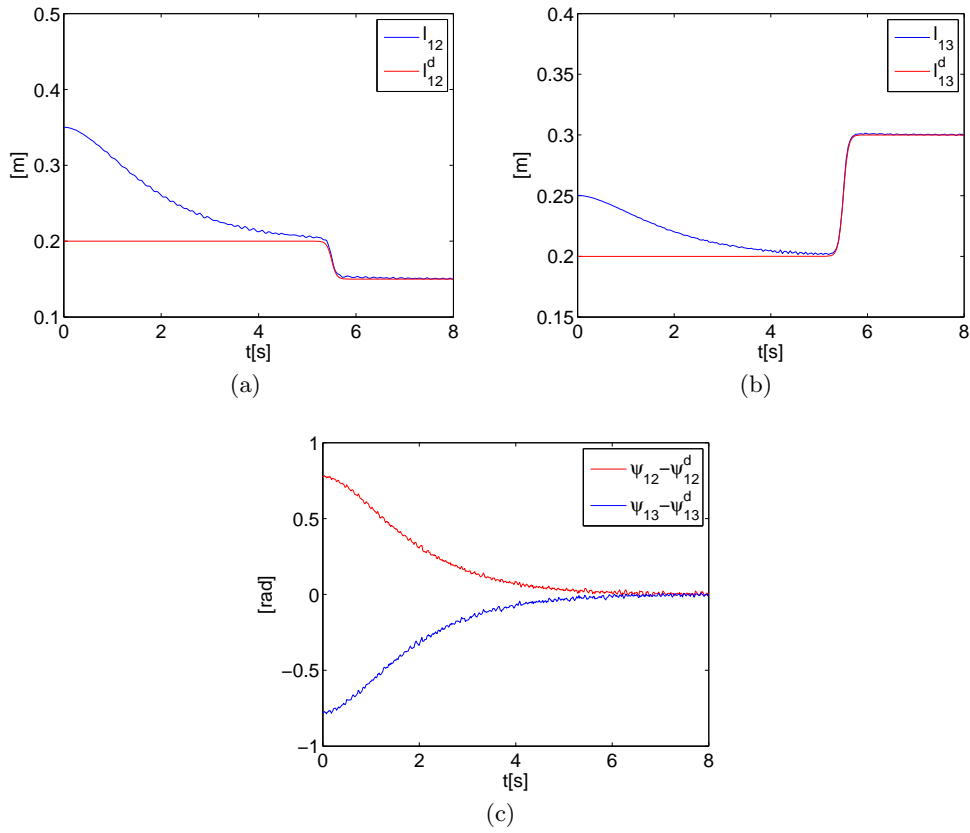 0.5
0.4
0.3
0.2
0.1
[m]
0 2 4 6 8
t[s]
l₁₂
lᵈ₁₂
(a)
0.4
0.35
0.3
0.25
0.2
0.15
[m]
0 2 4 6 8
t[s]
l₁₃
lᵈ₁₃
(b)
1
0.5
0
−0.5
−1
[rad]
0 2 4 6 8
t[s]
ψ₁₂−ψᵈ₁₂
ψ₁₃−ψᵈ₁₃
(c)